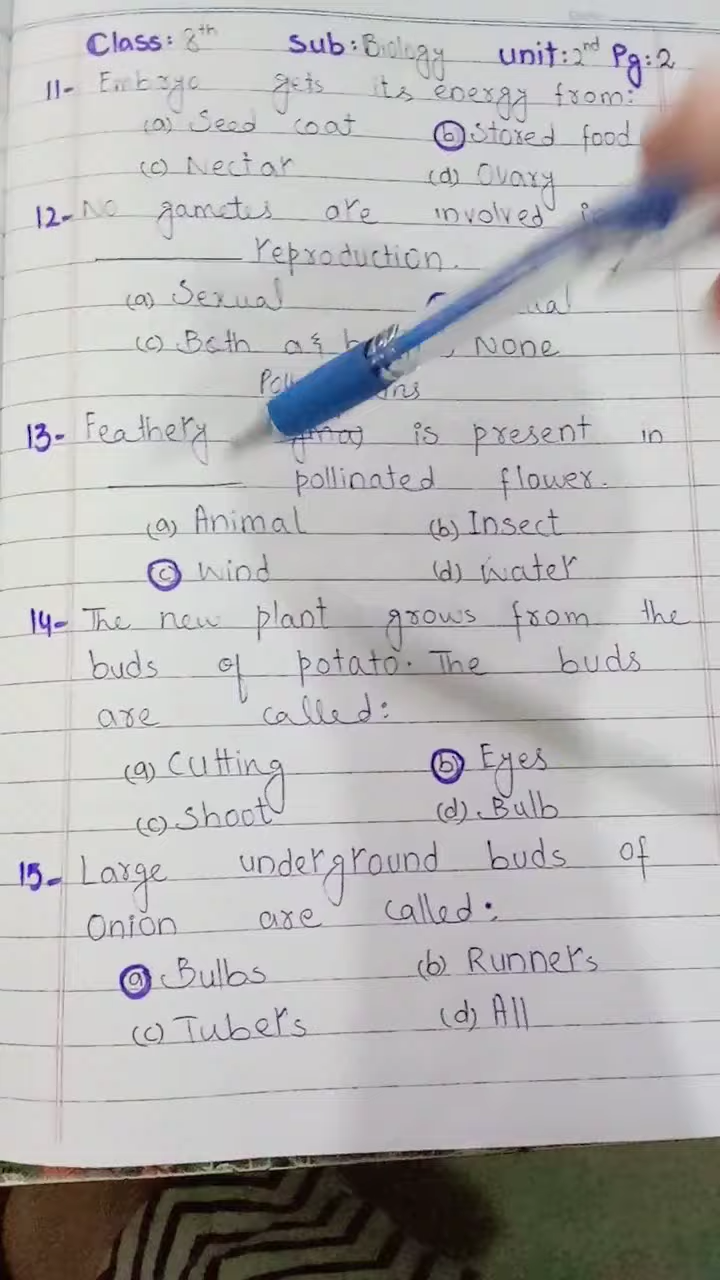 Class: 8th Sub: Biology unit: 2nd Pg: 2
11- Embryo gets its energy from:
(a) Seed coat (b) Stored food
(c) Nectar (d) Ovary
12- No gametes are involved
__________ reproduction.
(a) Sexual
(c) Both a & None
13- Feathery is present in
__________ pollinated flower.
(a) Animal (b) Insect
(c) Wind (d) Water
14- The new plant grows from the
buds of potato. The buds
are called:
(a) Cutting (b) Eyes
(c) Shoot (d). Bulb
15- Large underground buds of
Onion are called:
(a) Bulbs (b) Runners
(c) Tubers (d) All